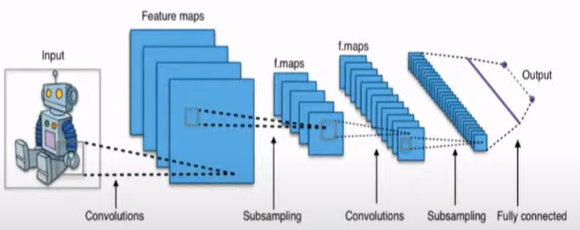 Feature maps
Input
f.maps
f.maps
Output
Convolutions
Subsampling
Convolutions
Subsampling
Fully connected